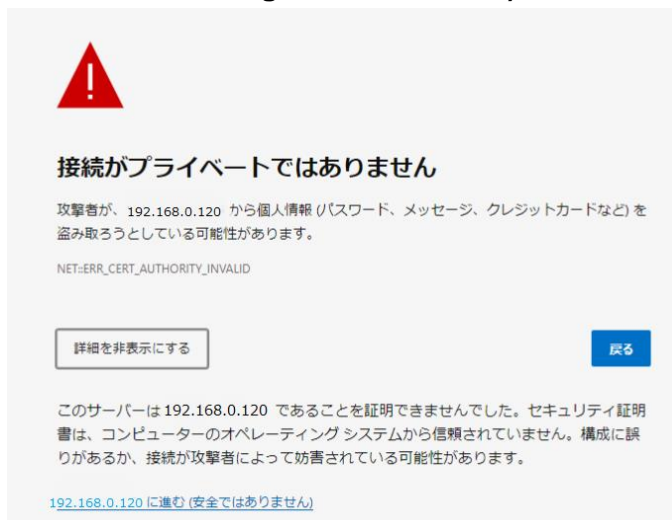 接続がプライベートではありません
攻撃者が、192.168.0.120 から個人情報 (パスワード、メッセージ、クレジットカードなど) を
盗み取ろうとしている可能性があります。
NET::ERR_CERT_AUTHORITY_INVALID
詳細を非表示にする
戻る
このサーバーは 192.168.0.120 であることを証明できませんでした。セキュリティ証明
書は、コンピューターのオペレーティング システムから信頼されていません。構成に誤
りがあるか、接続が攻撃者によって妨害されている可能性があります。
192.168.0.120 に進む (安全ではありません)